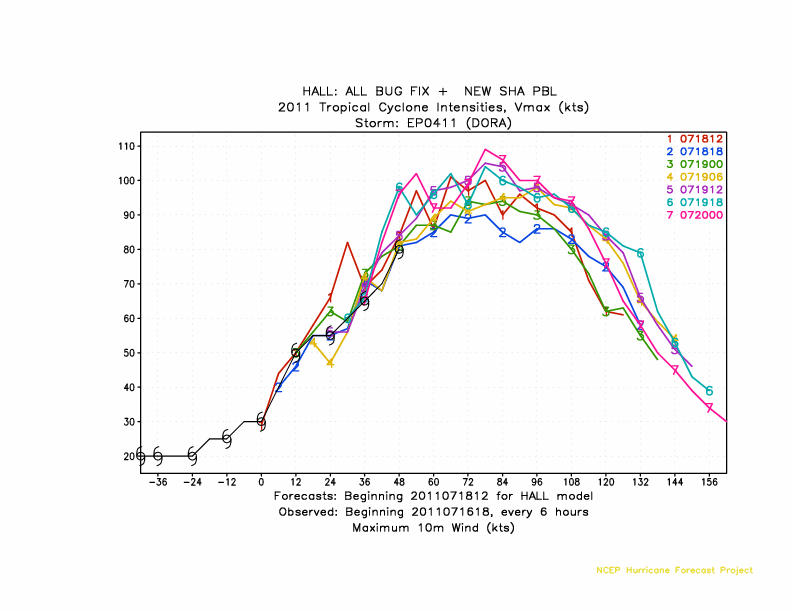 HALL: ALL BUG FIX + NEW SHA PBL
2011 Tropical Cyclone Intensities, Vmax (kts)
Storm: EP0411 (DORA)
1 071812
2 071818
3 071900
4 071906
5 071912
6 071918
7 072000
110
100
90
80
70
60
50
40
30
20
-36 -24 -12 0 12 24 36 48 60 72 84 96 108 120 132 144 156
Forecasts: Beginning 2011071812 for HALL model
Observed: Beginning 2011071618, every 6 hours
Maximum 10m Wind (kts)
NCEP Hurricane Forecast Project